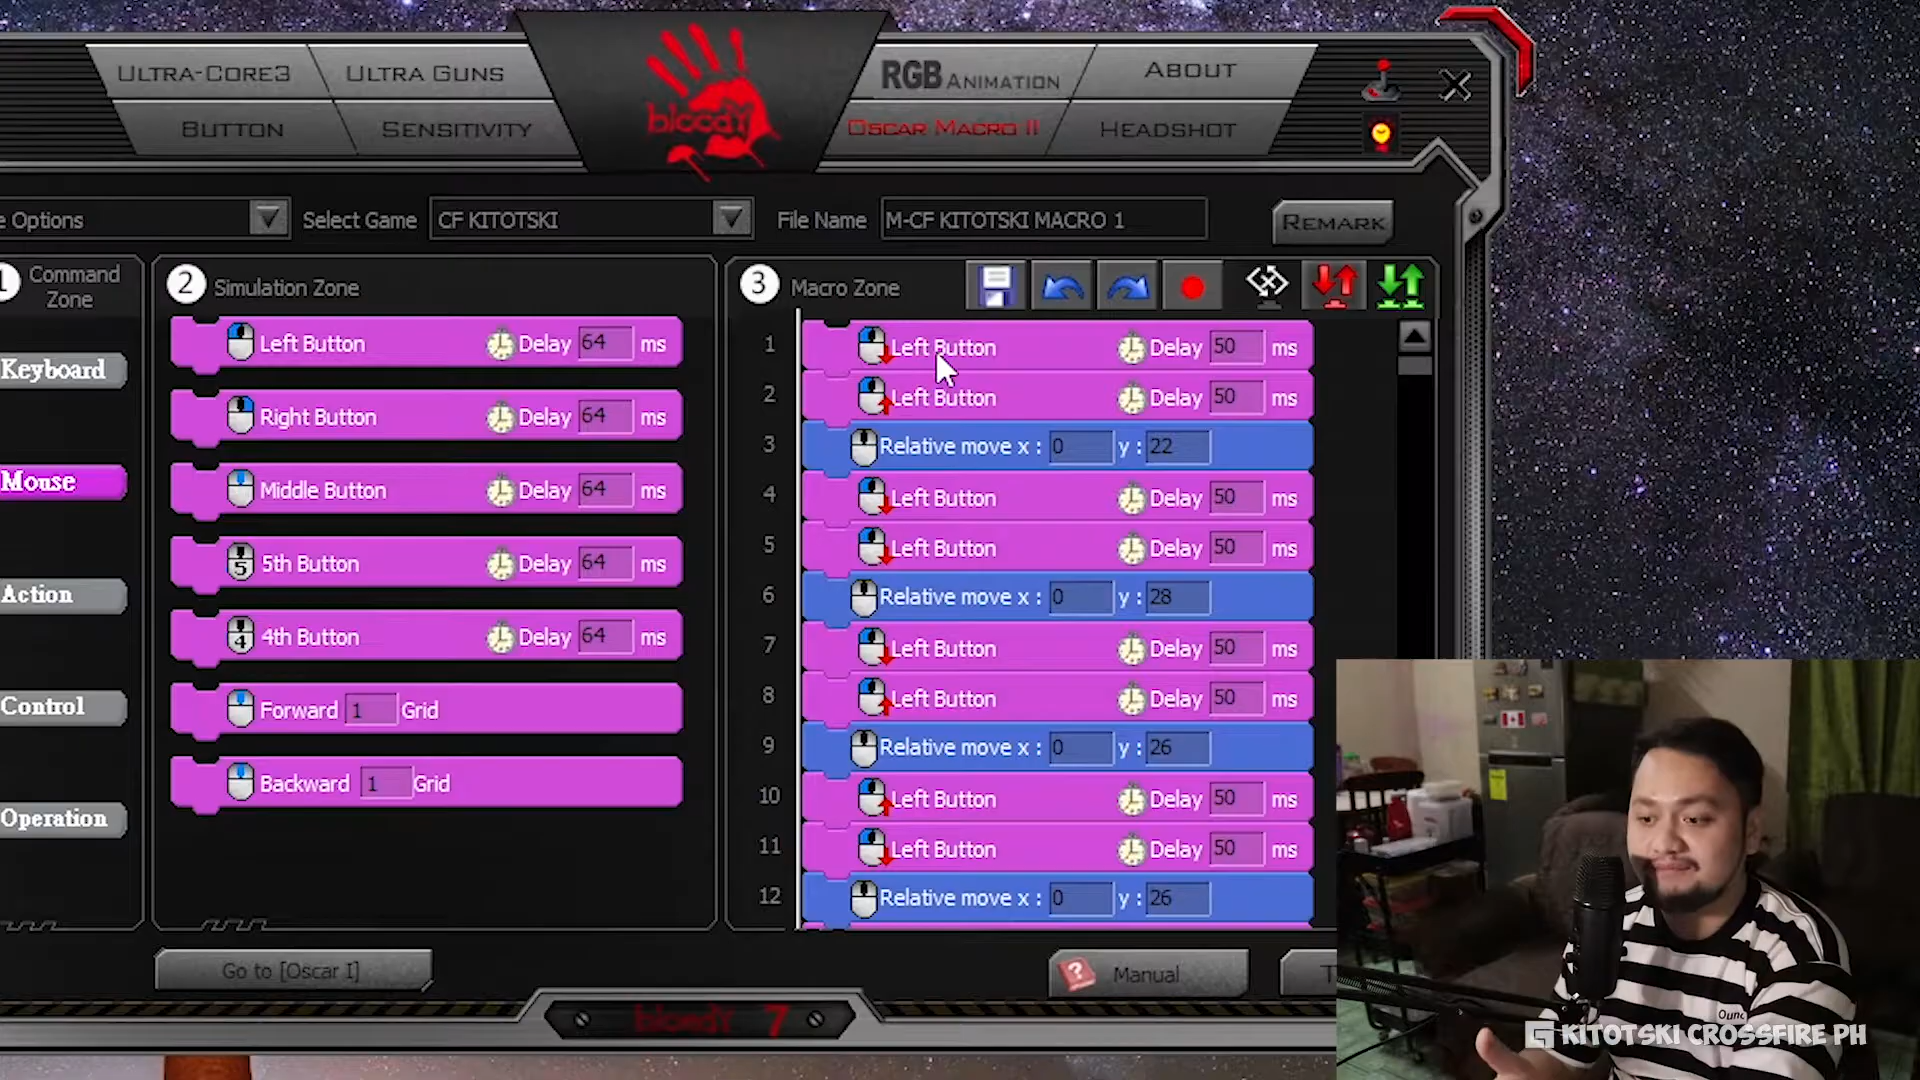 ULTRA-CORE3
ULTRA GUNS
RGB ANIMATION
ABOUT
BUTTON
SENSITIVITY
bloody
OSCAR MACRO II
HEADSHOT
e Options
Select Game
CF KITOTSKI
File Name
M-CF KITOTSKI MACRO 1
REMARK
1 Command Zone
Keyboard
Mouse
Action
Control
Operation
2 Simulation Zone
Left Button Delay 64 ms
Right Button Delay 64 ms
Middle Button Delay 64 ms
5 5th Button Delay 64 ms
4 4th Button Delay 64 ms
Forward 1 Grid
Backward 1 Grid
3 Macro Zone
1 Left Button Delay 50 ms
2 Left Button Delay 50 ms
3 Relative move x : 0 y : 22
4 Left Button Delay 50 ms
5 Left Button Delay 50 ms
6 Relative move x : 0 y : 28
7 Left Button Delay 50 ms
8 Left Button Delay 50 ms
9 Relative move x : 0 y : 26
10 Left Button Delay 50 ms
11 Left Button Delay 50 ms
12 Relative move x : 0 y : 26
Go to [Oscar I]
? Manual
T
bloody 7
KITOTSKI CROSSFIRE PH